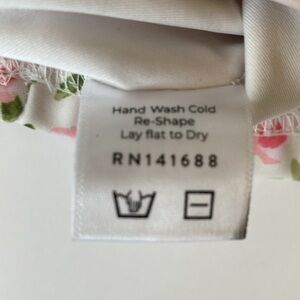 Hand Wash Cold
Re-Shape
Lay flat to Dry
RN141688